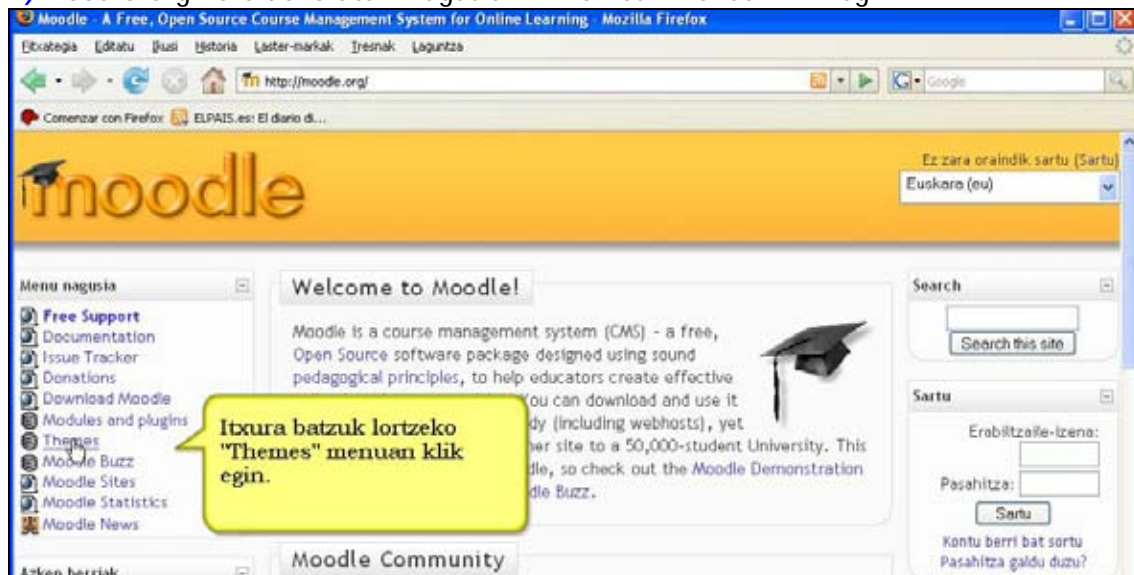 Moodle - A Free, Open Source Course Management System for Online Learning - Mozilla Firefox
Fitxategia Editatu Ikusi Historia Laster-markak Tresnak Laguntza
http://moodle.org/
Google
Comenzar con Firefox ELPAIS.es: El diario di...
moodle
Ez zara oraindik sartu (Sartu)
Euskara (eu)
Menu nagusia
Free Support
Documentation
Issue Tracker
Donations
Download Moodle
Modules and plugins
Themes
Moodle Buzz
Moodle Sites
Moodle Statistics
Moodle News
Azken berriak
Itxura batzuk lortzeko
"Themes" menuan klik
egin.
Welcome to Moodle!
Moodle is a course management system (CMS) - a free,
Open Source software package designed using sound
pedagogical principles, to help educators create effective
You can download and use it
dy (including webhosts), yet
her site to a 50,000-student University. This
dle, so check out the Moodle Demonstration
dle Buzz.
Moodle Community
Search
Search this site
Sartu
Erabiltzaile-izena:
Pasahitza:
Sartu
Kontu berri bat sortu
Pasahitza galdu duzu?